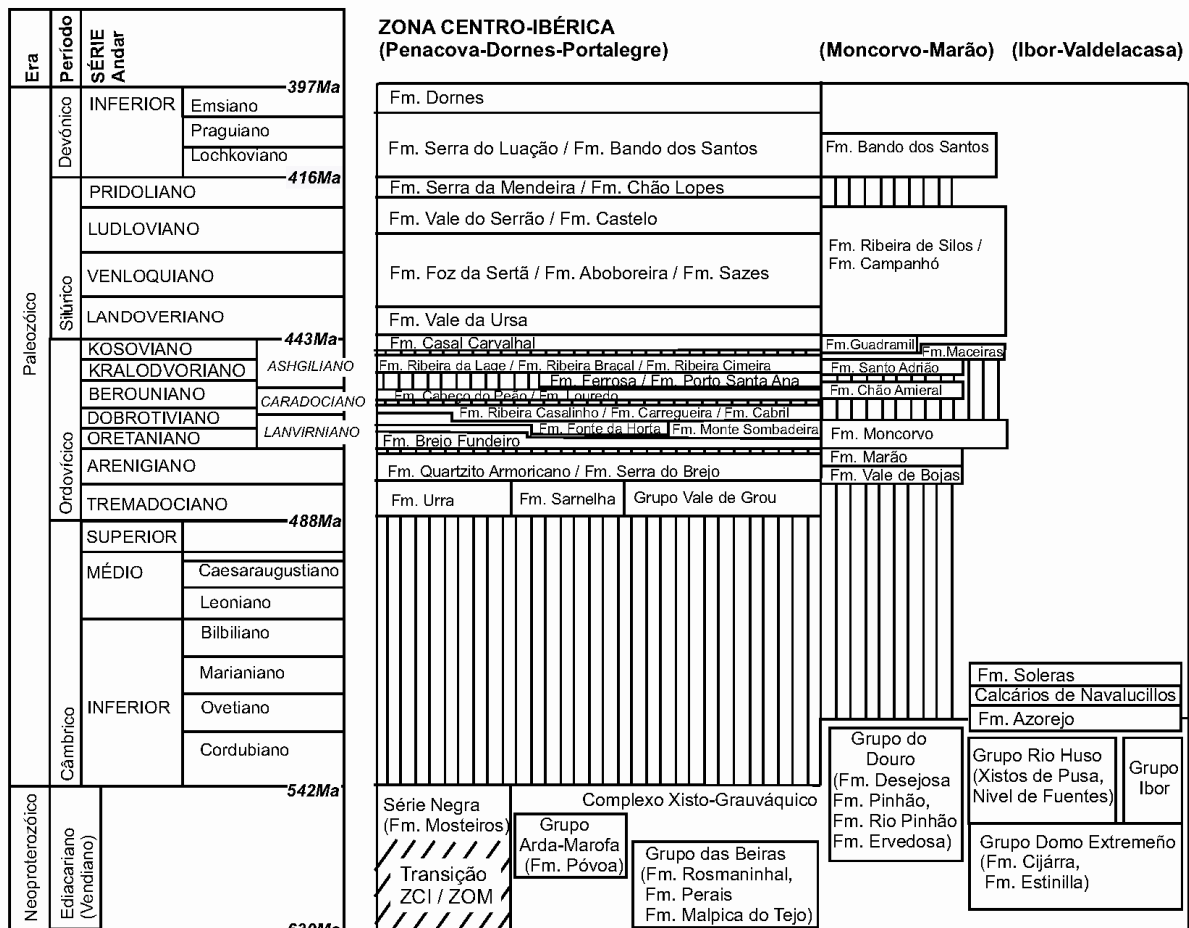 Era
Período
SÉRIE
Andar
ZONA CENTRO-IBÉRICA
(Penacova-Dornes-Portalegre)
(Moncorvo-Marão)
(Ibor-Valdelacasa)
397Ma
Paleozóico
Devónico
INFERIOR
Emsiano
Praguiano
Lochkoviano
416Ma
Fm. Dornes
Fm. Serra do Luação / Fm. Bando dos Santos
Fm. Bando dos Santos
Silúrico
PRIDOLIANO
LUDLOVIANO
VENLOQUIANO
LANDOVERIANO
443Ma
Fm. Serra da Mendeira / Fm. Chão Lopes
Fm. Vale do Serrão / Fm. Castelo
Fm. Foz da Sertã / Fm. Aboboreira / Fm. Sazes
Fm. Vale da Ursa
Fm. Ribeira de Silos /
Fm. Campanhó
Ordovícico
KOSOVIANO
KRALODVORIANO
BEROUNIANO
DOBROTIVIANO
ORETANIANO
ARENIGIANO
TREMADOCIANO
ASHGILIANO
CARADOCIANO
LANVIRNIANO
488Ma
Fm. Casal Carvalhal
Fm. Ribeira da Lage / Fm. Ribeira Braçal / Fm. Ribeira Cimeira
Fm. Ferrosa / Fm. Porto Santa Ana
Fm. Cabeço do Peão / Fm. Louredo
Fm. Ribeira Casalinho / Fm. Carregueira / Fm. Cabril
Fm. Fonte da Horta
Fm. Monte Sombadeira
Fm. Brejo Fundeiro
Fm. Quartzito Armoricano / Fm. Serra do Brejo
Fm. Urra
Fm. Sarnelha
Grupo Vale de Grou
Fm.Guadramil
Fm.Maceiras
Fm. Santo Adrião
Fm. Chão Amieral
Fm. Moncorvo
Fm. Marão
Fm. Vale de Bojas
Câmbrico
SUPERIOR
MÉDIO
Caesaraugustiano
Leoniano
INFERIOR
Bilbiliano
Marianiano
Ovetiano
Cordubiano
542Ma
Fm. Soleras
Calcários de Navalucillos
Fm. Azorejo
Grupo do
Douro
(Fm. Desejosa
Fm. Pinhão,
Fm. Rio Pinhão
Fm. Ervedosa)
Grupo Rio Huso
(Xistos de Pusa,
Nivel de Fuentes)
Grupo
Ibor
Grupo Domo Extremeño
(Fm. Cijárra,
Fm. Estinilla)
Neoproterozóico
Ediacariano
(Vendiano)
630Ma
Série Negra
(Fm. Mosteiros)
Transição
ZCI / ZOM
Complexo Xisto-Grauváquico
Grupo
Arda-Marofa
(Fm. Póvoa)
Grupo das Beiras
(Fm. Rosmaninhal,
Fm. Perais
Fm. Malpica do Tejo)